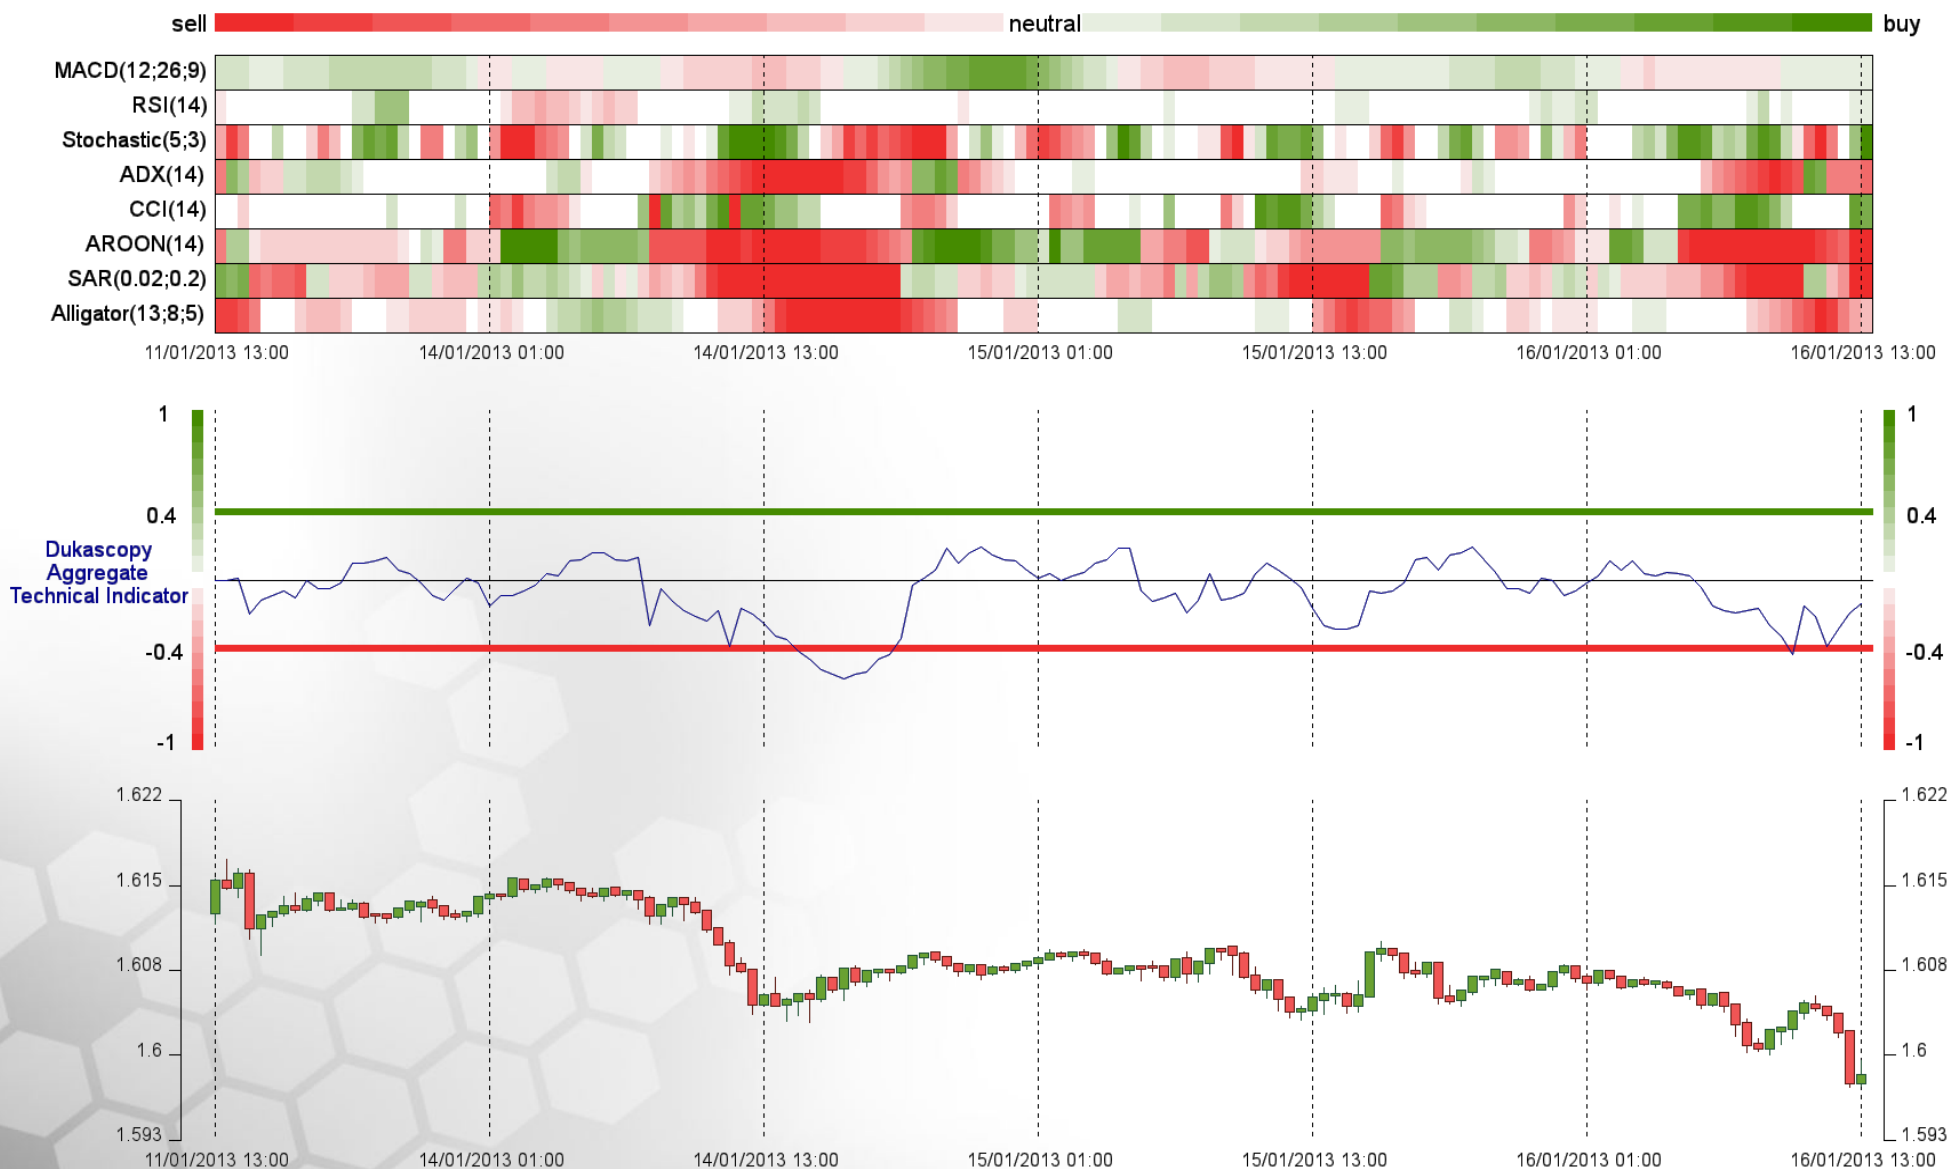 sell neutral buy
MACD(12;26;9)
RSI(14)
Stochastic(5;3)
ADX(14)
CCI(14)
AROON(14)
SAR(0.02;0.2)
Alligator(13;8;5)
11/01/2013 13:00 14/01/2013 01:00 14/01/2013 13:00 15/01/2013 01:00 15/01/2013 13:00 16/01/2013 01:00 16/01/2013 13:00
1 1
0.4 0.4
Dukascopy
Aggregate
Technical Indicator
-0.4 -0.4
-1 -1
1.622 1.622
1.615 1.615
1.608 1.608
1.6 1.6
1.593 1.593
11/01/2013 13:00 14/01/2013 01:00 14/01/2013 13:00 15/01/2013 01:00 15/01/2013 13:00 16/01/2013 01:00 16/01/2013 13:00